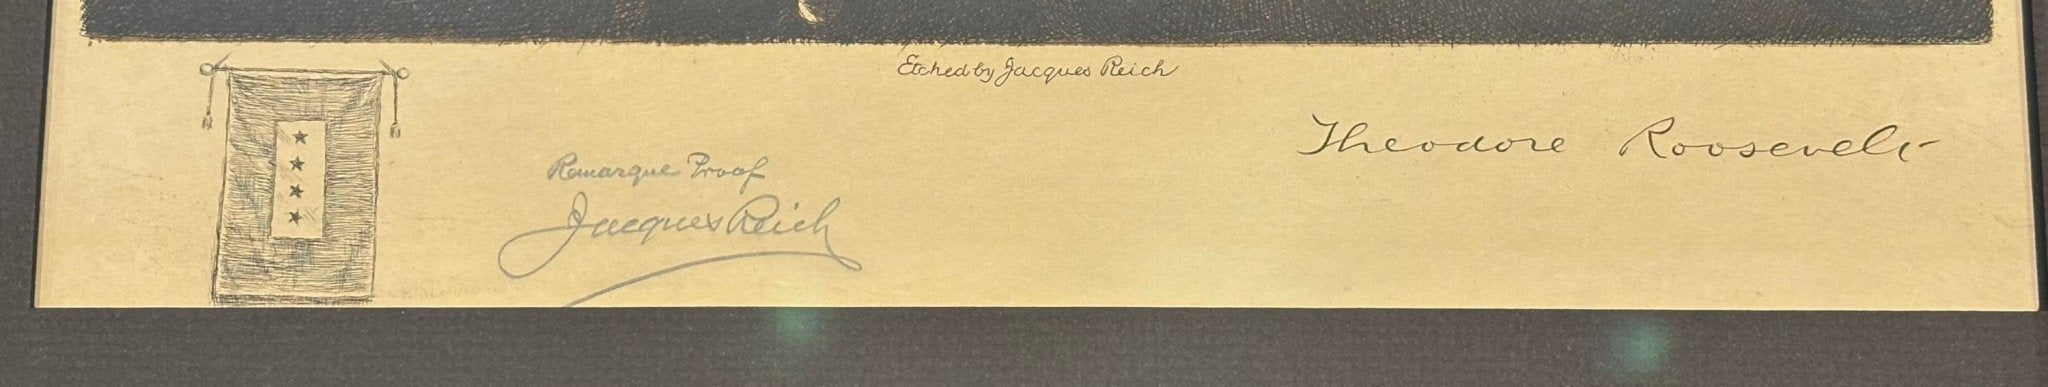 Etched by Jacques Reich
Theodore Roosevelt
Remarque Proof
Jacques Reich